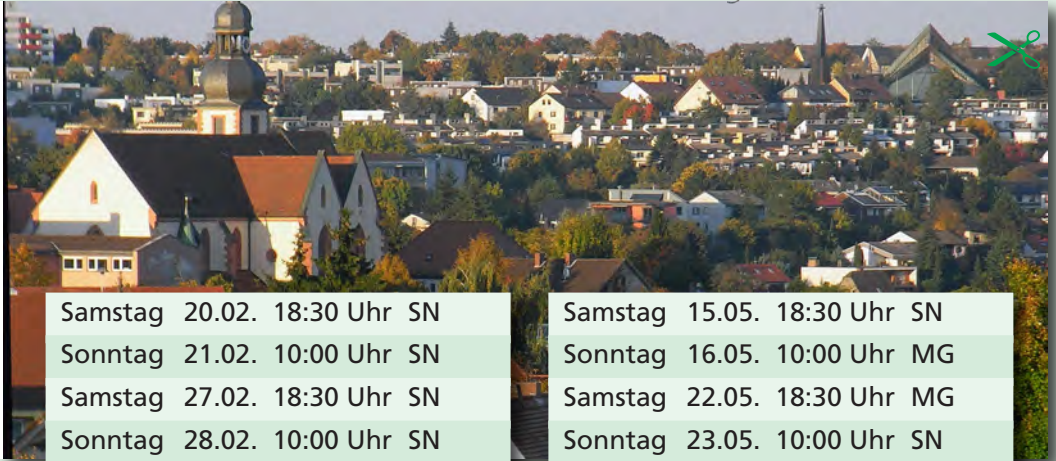 Samstag 20.02. 18:30 Uhr SN
Sonntag 21.02. 10:00 Uhr SN
Samstag 27.02. 18:30 Uhr SN
Sonntag 28.02. 10:00 Uhr SN
Samstag 15.05. 18:30 Uhr SN
Sonntag 16.05. 10:00 Uhr MG
Samstag 22.05. 18:30 Uhr MG
Sonntag 23.05. 10:00 Uhr SN